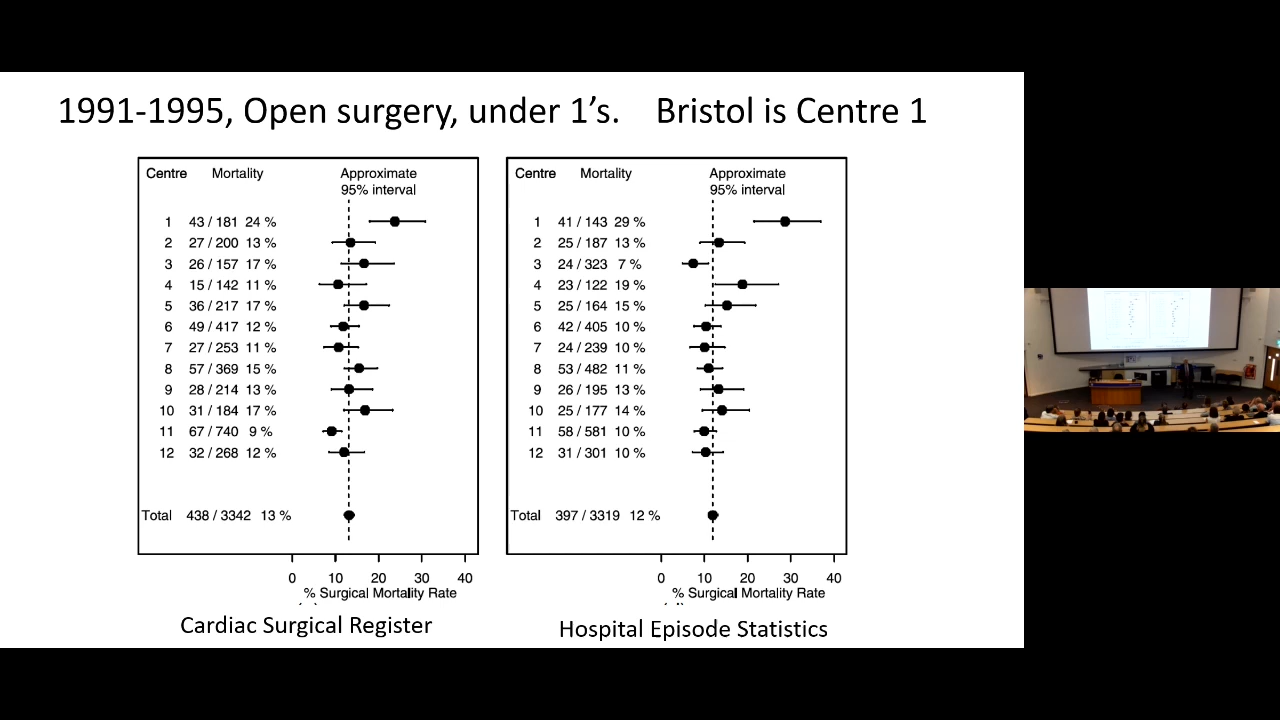 1991-1995, Open surgery, under 1's. Bristol is Centre 1
Centre Mortality Approximate
95% interval
1 43 / 181 24 %
2 27 / 200 13 %
3 26 / 157 17 %
4 15 / 142 11 %
5 36 / 217 17 %
6 49 / 417 12 %
7 27 / 253 11 %
8 57 / 369 15 %
9 28 / 214 13 %
10 31 / 184 17 %
11 67 / 740 9 %
12 32 / 268 12 %
Total 438 / 3342 13 %
0 10 20 30 40
% Surgical Mortality Rate
Cardiac Surgical Register
Centre Mortality Approximate
95% interval
1 41 / 143 29 %
2 25 / 187 13 %
3 24 / 323 7 %
4 23 / 122 19 %
5 25 / 164 15 %
6 42 / 405 10 %
7 24 / 239 10 %
8 53 / 482 11 %
9 26 / 195 13 %
10 25 / 177 14 %
11 58 / 581 10 %
12 31 / 301 10 %
Total 397 / 3319 12 %
0 10 20 30 40
% Surgical Mortality Rate
Hospital Episode Statistics